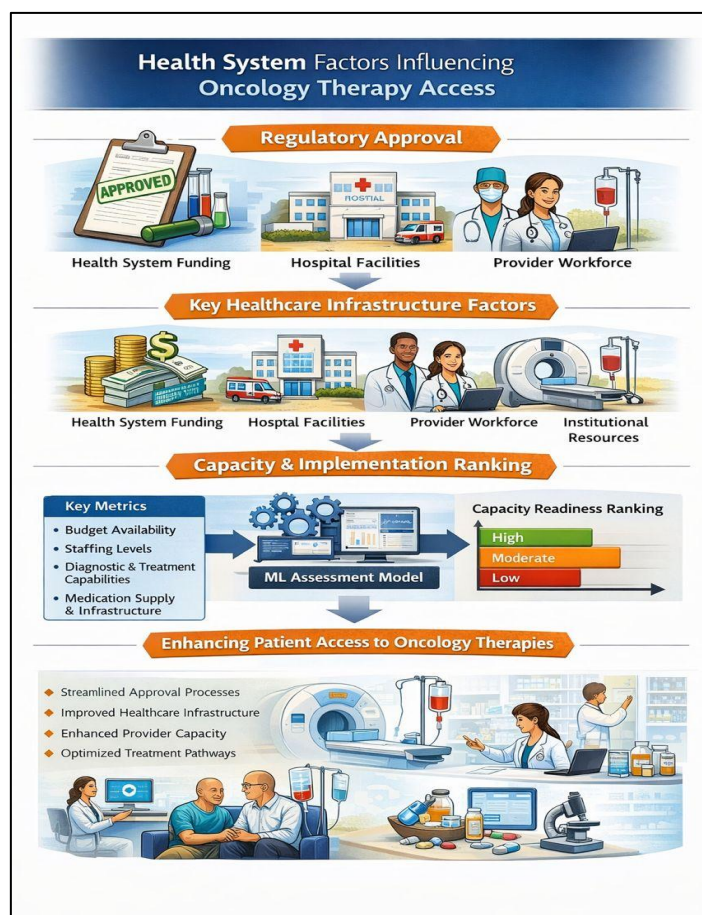 Health System Factors Influencing
Oncology Therapy Access
Regulatory Approval
APPROVED
Health System Funding
Hospital Facilities
Provider Workforce
Key Healthcare Infrastructure Factors
$
Health System Funding
Hosptal Facilities
Provider Workforce
Institutional
Resources
Capacity & Implementation Ranking
Key Metrics
• Budget Availability
• Staffing Levels
• Diagnostic & Treatment
Capabilities
• Medication Supply
& Infrastructure
ML Assessment Model
Capacity Readiness Ranking
High
Moderate
Low
Enhancing Patient Access to Oncology Therapies
◆ Streamlined Approval Processes
◆ Improved Healthcare Infrastructure
◆ Enhanced Provider Capacity
◆ Optimized Treatment Pathways